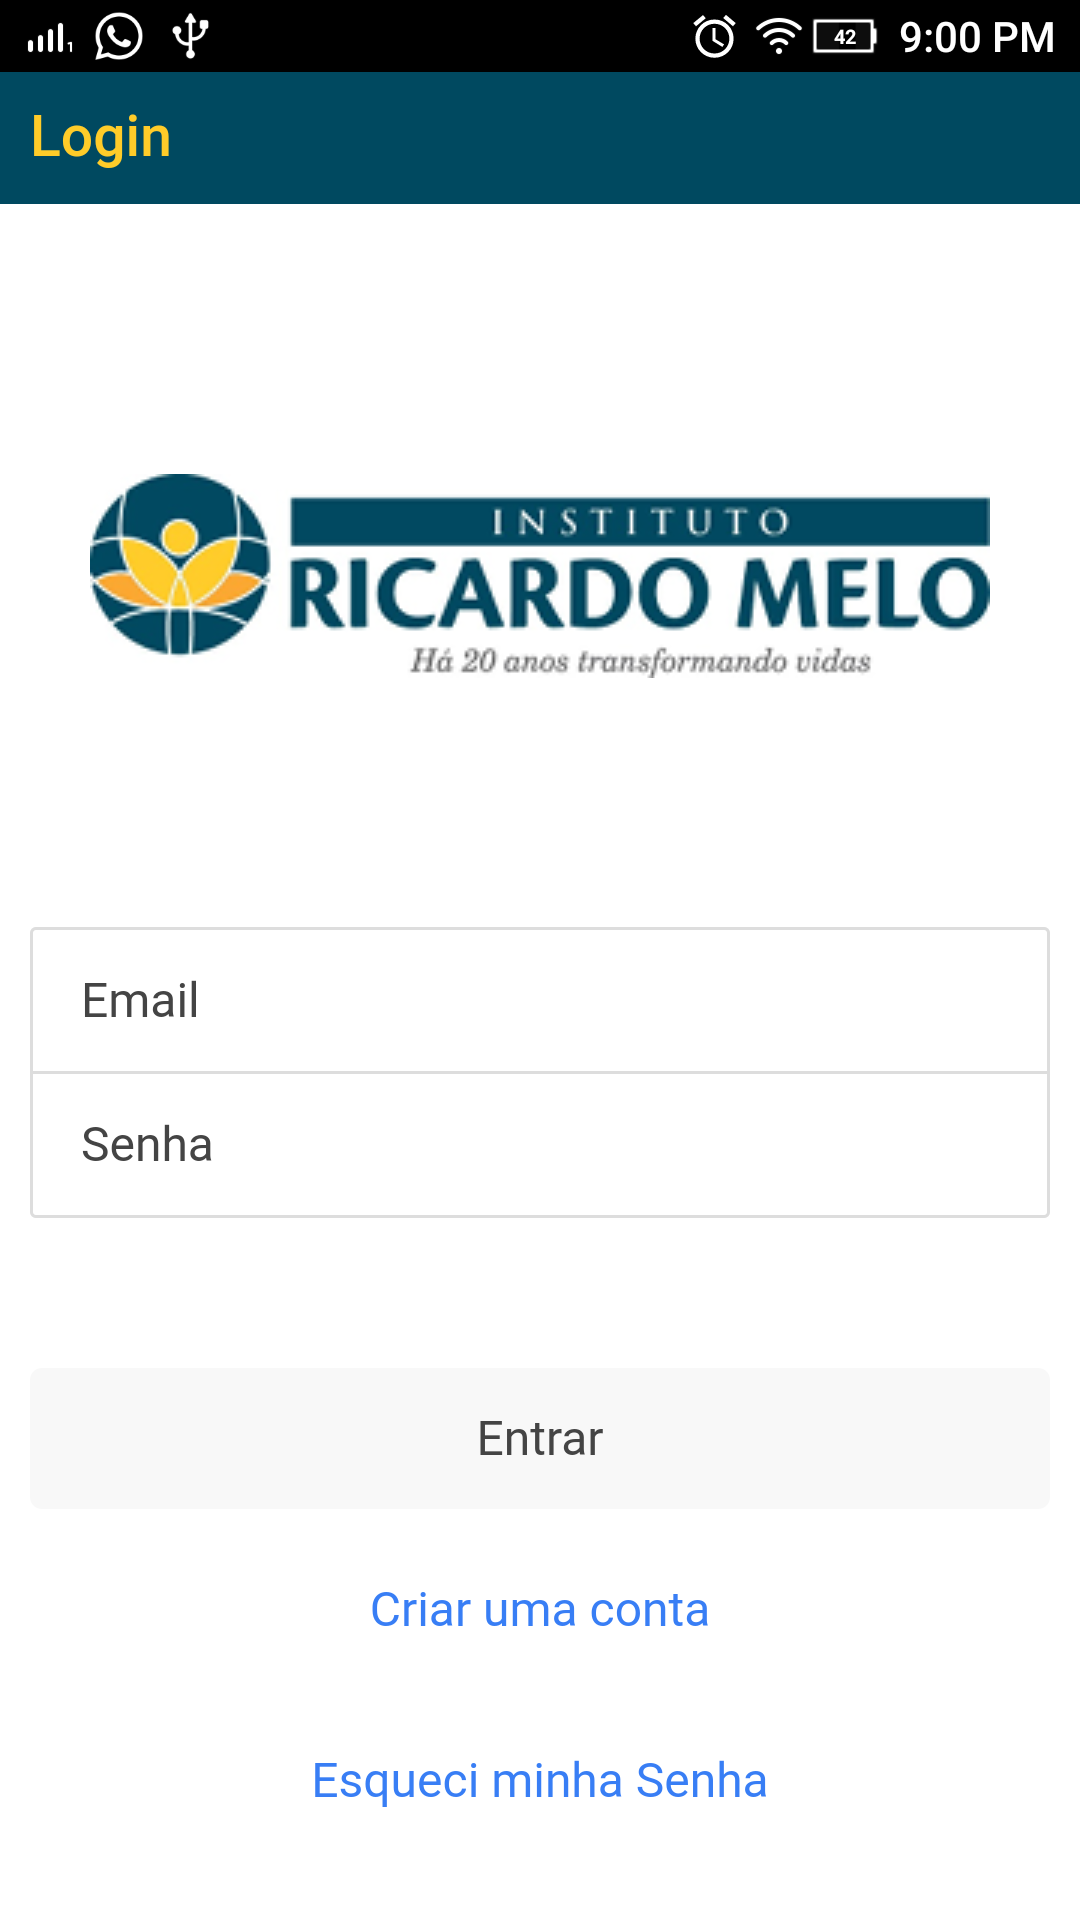 1 42 9:00 PM
Login
INSTITUTO
RICARDO MELO
Há 20 anos transformando vidas
Email
Senha
Entrar
Criar uma conta
Esqueci minha Senha